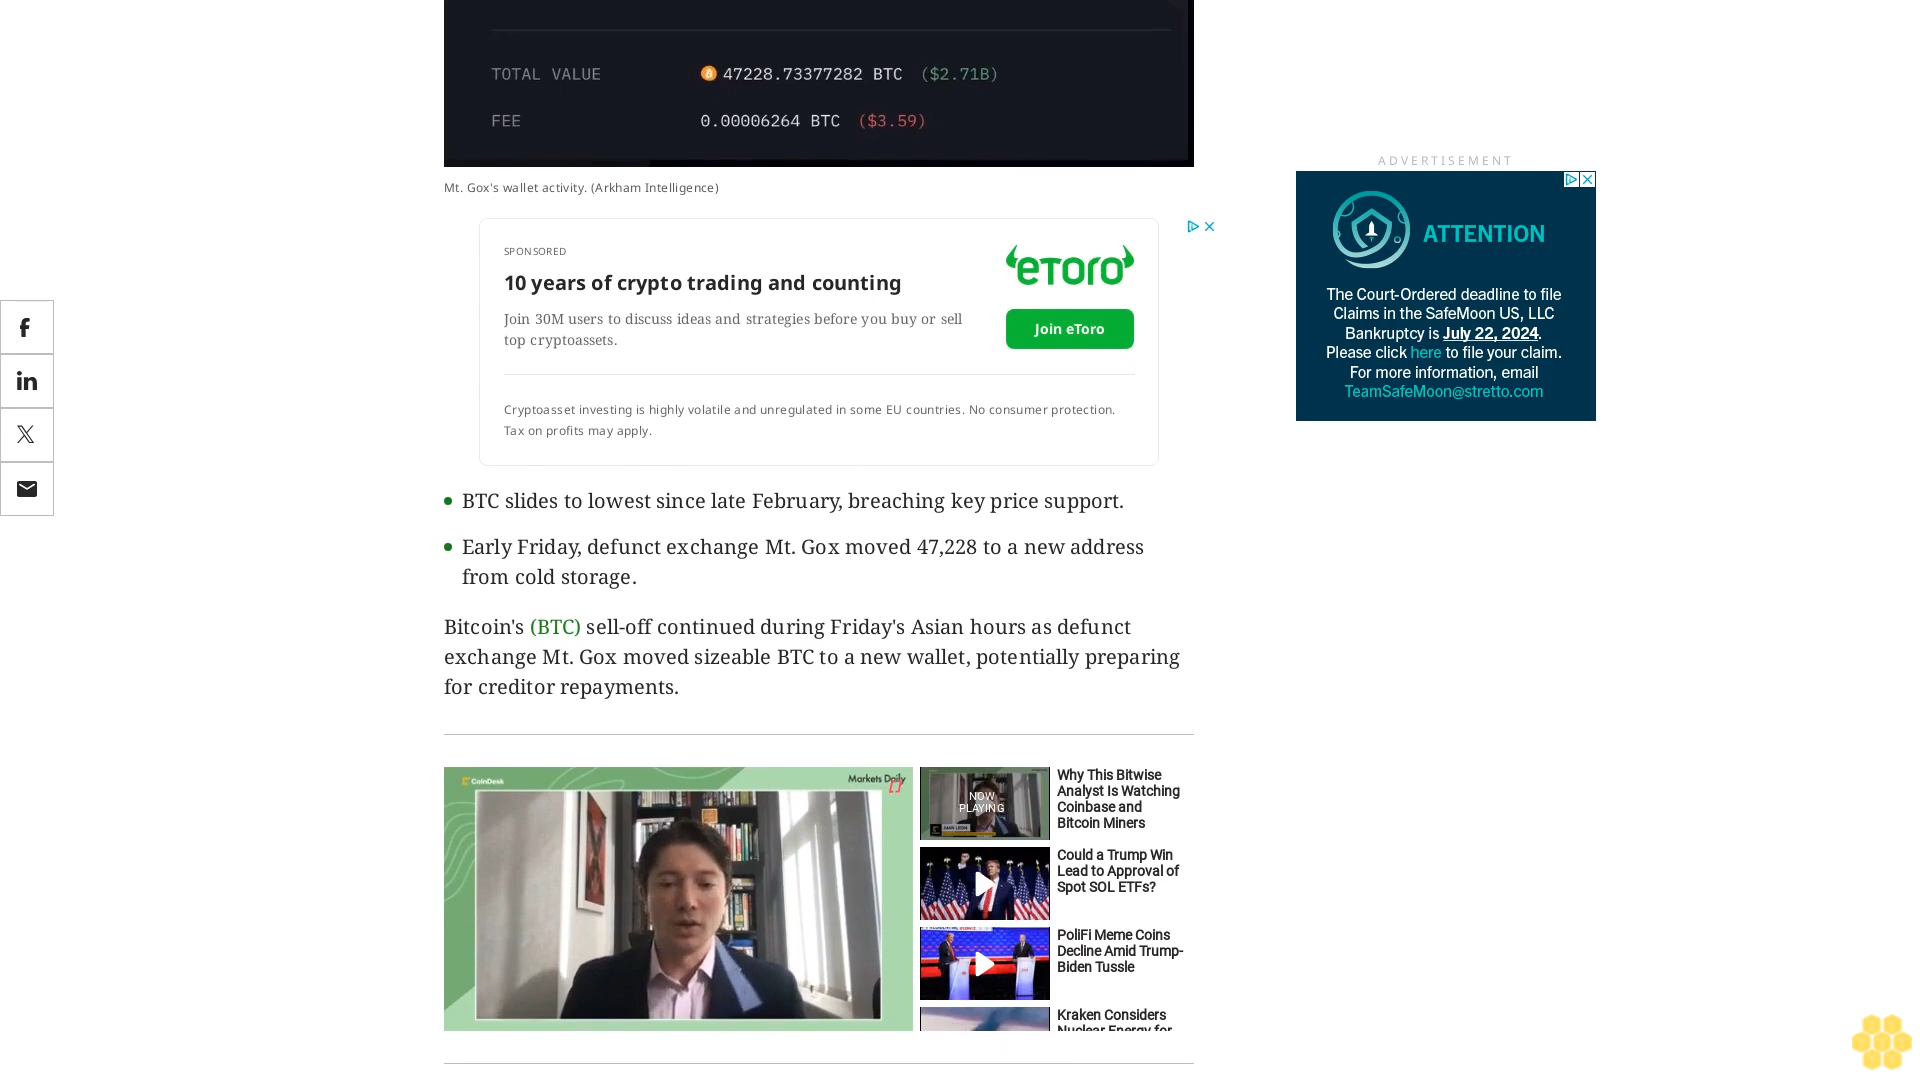 TOTAL VALUE 47228.73377282 BTC ($2.71B)
FEE 0.00006264 BTC ($3.59)
Mt. Gox's wallet activity. (Arkham Intelligence)
SPONSORED
10 years of crypto trading and counting
Join 30M users to discuss ideas and strategies before you buy or sell
top cryptoassets.
eToro
Join eToro
Cryptoasset investing is highly volatile and unregulated in some EU countries. No consumer protection.
Tax on profits may apply.
ADVERTISEMENT
ATTENTION
The Court-Ordered deadline to file
Claims in the SafeMoon US, LLC
Bankruptcy is July 22, 2024.
Please click here to file your claim.
For more information, email
TeamSafeMoon@stretto.com
BTC slides to lowest since late February, breaching key price support.
Early Friday, defunct exchange Mt. Gox moved 47,228 to a new address
from cold storage.
Bitcoin's (BTC) sell-off continued during Friday's Asian hours as defunct
exchange Mt. Gox moved sizeable BTC to a new wallet, potentially preparing
for creditor repayments.
CoinDesk
Markets Daily
NOW
PLAYING
Why This Bitwise
Analyst Is Watching
Coinbase and
Bitcoin Miners
Could a Trump Win
Lead to Approval of
Spot SOL ETFs?
PoliFi Meme Coins
Decline Amid Trump-
Biden Tussle
Kraken Considers
Nuclear Energy for